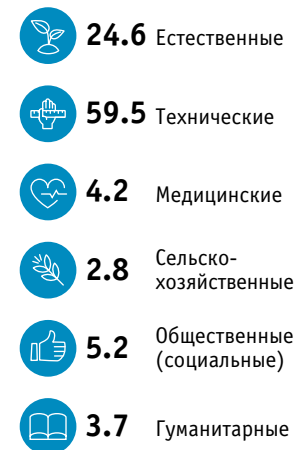 24.6 Естественные
59.5 Технические
4.2 Медицинские
2.8 Сельско-
хозяйственные
5.2 Общественные
(социальные)
3.7 Гуманитарные